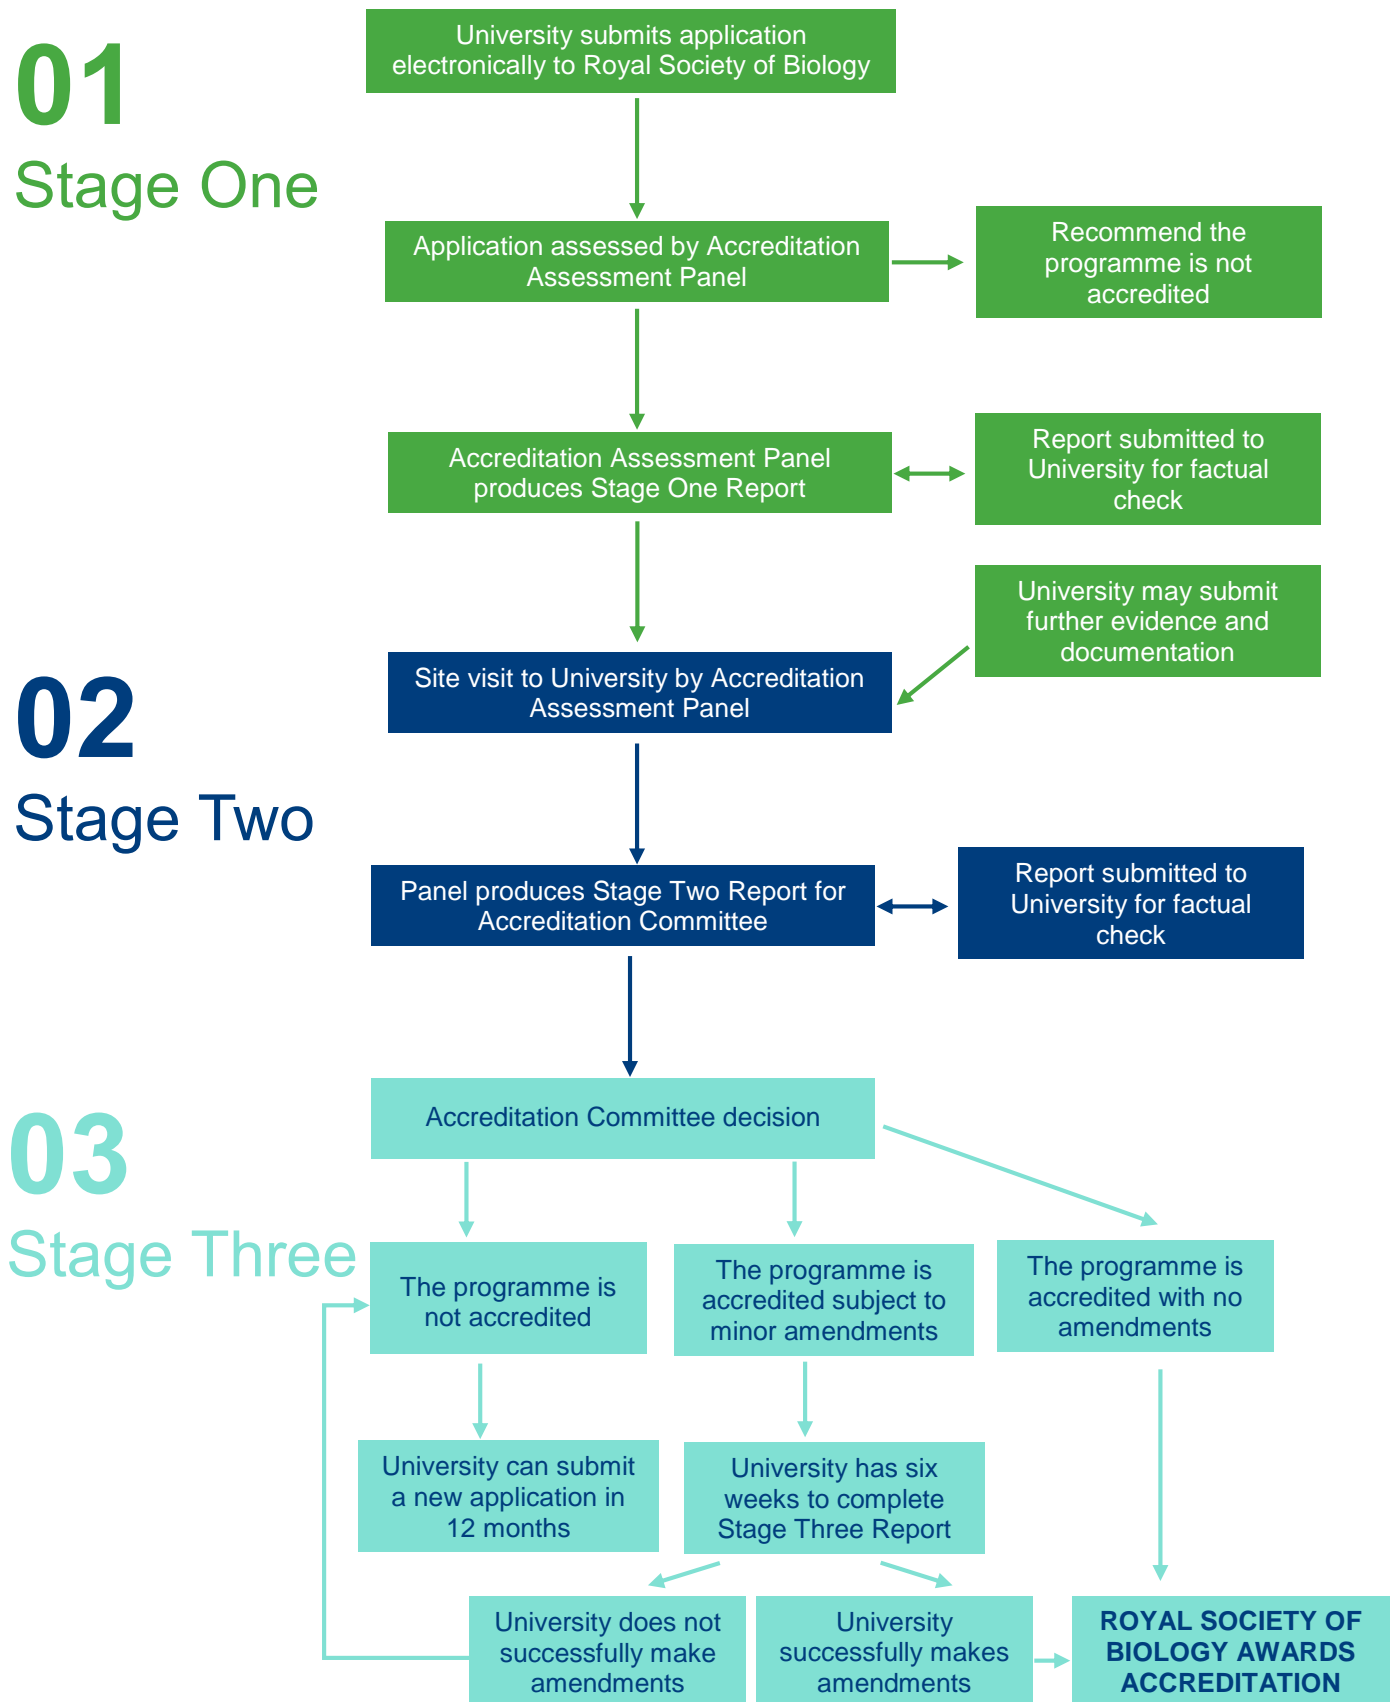 01
Stage One
University submits application
electronically to Royal Society of Biology
Application assessed by Accreditation
Assessment Panel
Recommend the
programme is not
accredited
Accreditation Assessment Panel
produces Stage One Report
Report submitted to
University for factual
check
University may submit
further evidence and
documentation
02
Stage Two
Site visit to University by Accreditation
Assessment Panel
Panel produces Stage Two Report for
Accreditation Committee
Report submitted to
University for factual
check
03
Stage Three
Accreditation Committee decision
The programme is
not accredited
The programme is
accredited subject to
minor amendments
The programme is
accredited with no
amendments
University can submit
a new application in
12 months
University has six
weeks to complete
Stage Three Report
University does not
successfully make
amendments
University
successfully makes
amendments
ROYAL SOCIETY OF
BIOLOGY AWARDS
ACCREDITATION